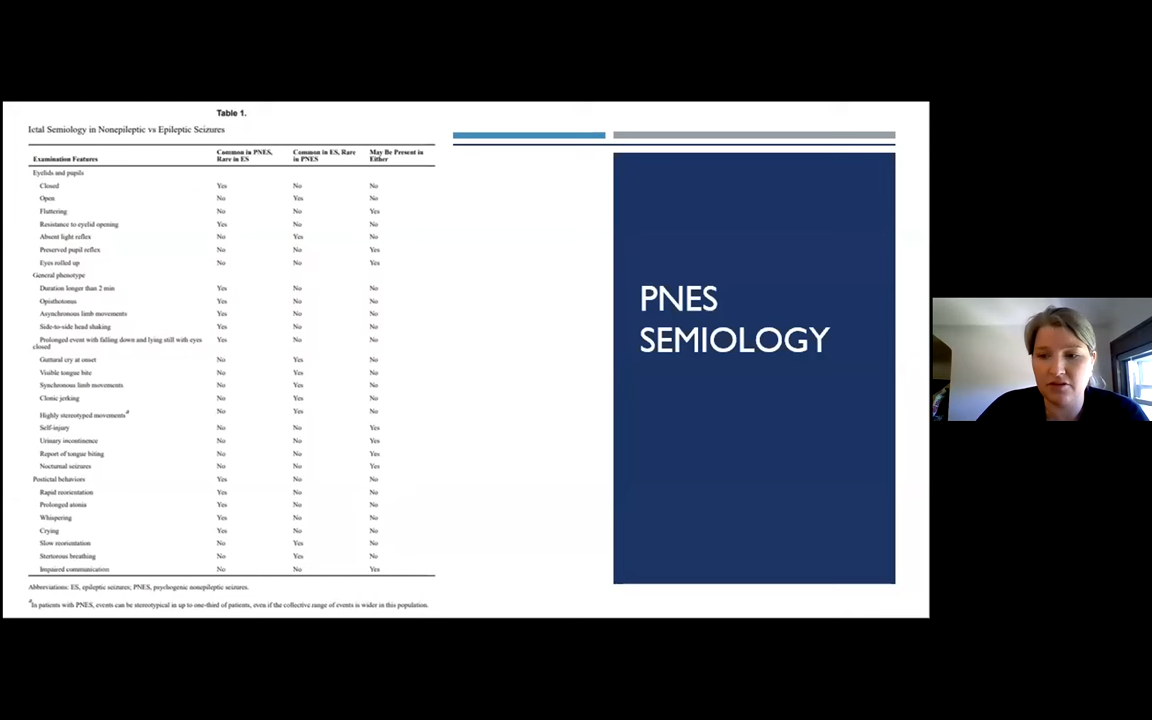 Table 1.
Ictal Semiology in Nonepileptic vs Epileptic Seizures
Examination Features Common in PNES, Rare in ES Common in ES, Rare in PNES May Be Present in Either
Eyelids and pupils
Closed Yes No No
Open No Yes No
Fluttering No No Yes
Resistance to eyelid opening Yes No No
Absent light reflex No Yes No
Preserved pupil reflex No No Yes
Eyes rolled up No No Yes
General phenotype
Duration longer than 2 min Yes No No
Opisthotonus Yes No No
Asynchronous limb movements Yes No No
Side-to-side head shaking Yes No No
Prolonged event with falling down and lying still with eyes closed Yes No No
Guttural cry at onset No Yes No
Visible tongue bite No Yes No
Synchronous limb movements No Yes No
Clonic jerking No Yes No
Highly stereotyped movements a No Yes No
Self-injury No No Yes
Urinary incontinence No No Yes
Report of tongue biting No No Yes
Nocturnal seizures No No Yes
Postictal behaviors Yes No No
Rapid reorientation Yes No No
Prolonged atonia Yes No No
Whispering Yes No No
Crying Yes No No
Slow reorientation No Yes No
Stertorous breathing No Yes No
Impaired communication No No Yes
Abbreviations: ES, epileptic seizures; PNES, psychogenic nonepileptic seizures.
a In patients with PNES, events can be stereotypical in up to one-third of patients, even if the collective range of events is wider in this population.
PNES
SEMIOLOGY